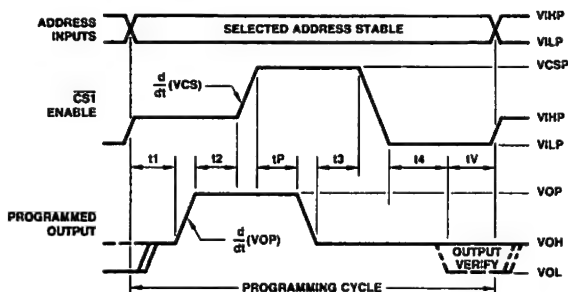 ADDRESS
INPUTS
SELECTED ADDRESS STABLE
VIHP
VILP
VCSP
d/dt (VCS)
CS1
ENABLE
VIHP
VILP
t1
t2
tP
t3
t4
tV
VOP
PROGRAMMED
OUTPUT
d/dt (VOP)
VOH
OUTPUT
VERIFY
VOL
PROGRAMMING CYCLE